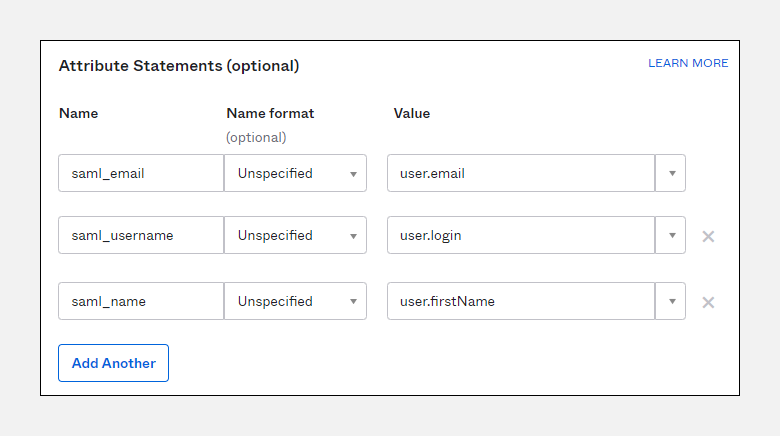 Attribute Statements (optional) LEARN MORE
Name Name format Value
(optional)
saml_email Unspecified user.email
saml_username Unspecified user.login
saml_name Unspecified user.firstName
Add Another